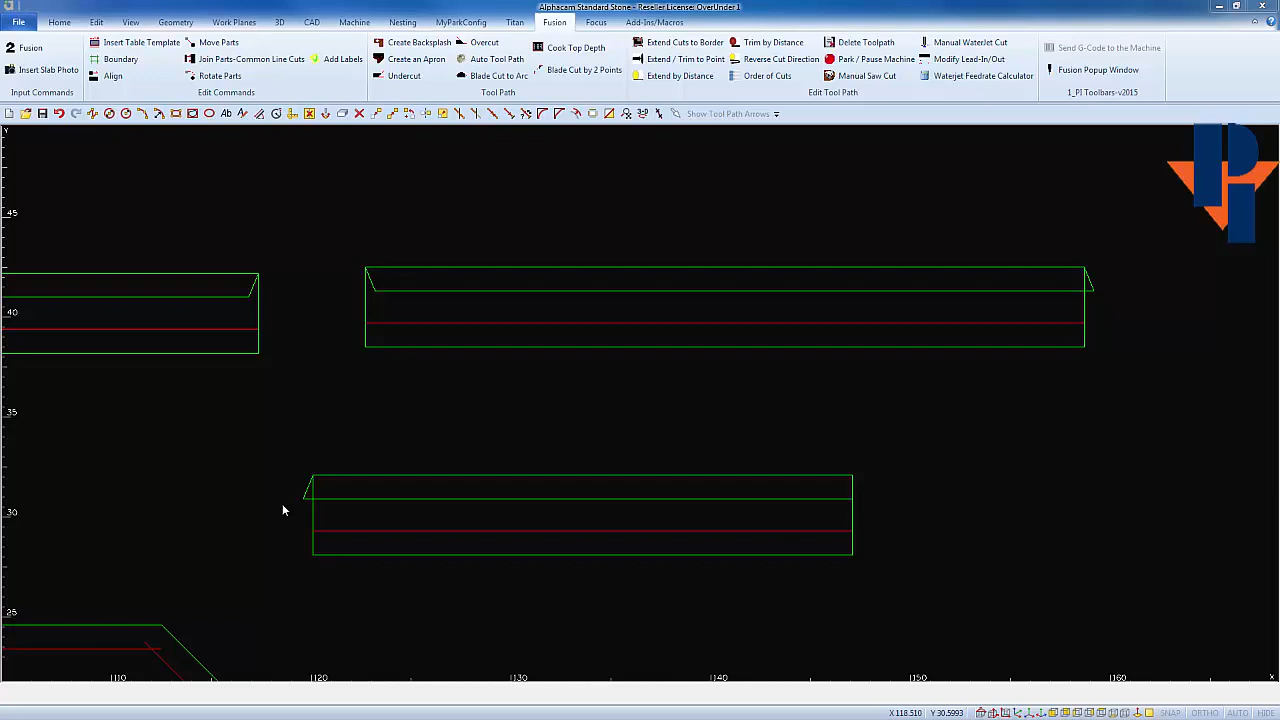 Alphacam Standard Stone - Reseller License: OverUnder1
File Home Edit View Geometry Work Planes 3D CAD Machine Nesting MyParkConfig Titan Fusion Focus Add-Ins/Macros
Fusion Insert Table Template Move Parts Create Backsplash Overcut Cook Top Depth Extend Cuts to Border Trim by Distance Delete Toolpath Manual WaterJet Cut Send G-Code to the Machine
Boundary Join Parts-Common Line Cuts Add Labels Create an Apron Auto Tool Path Extend / Trim to Point Reverse Cut Direction Park / Pause Machine Modify Lead-In/Out
Insert Slab Photo Align Rotate Parts Undercut Blade Cut to Arc Blade Cut by 2 Points Extend by Distance Order of Cuts Manual Saw Cut Waterjet Feedrate Calculator Fusion Popup Window
Input Commands Edit Commands Tool Path Edit Tool Path 1_PI Toolbars-v2015
Show Tool Path Arrows
Y
45
40
35
30
25
110 120 130 140 150 160 X
X 118.510 Y 30.5993 SNAP ORTHO AUTO HIDE